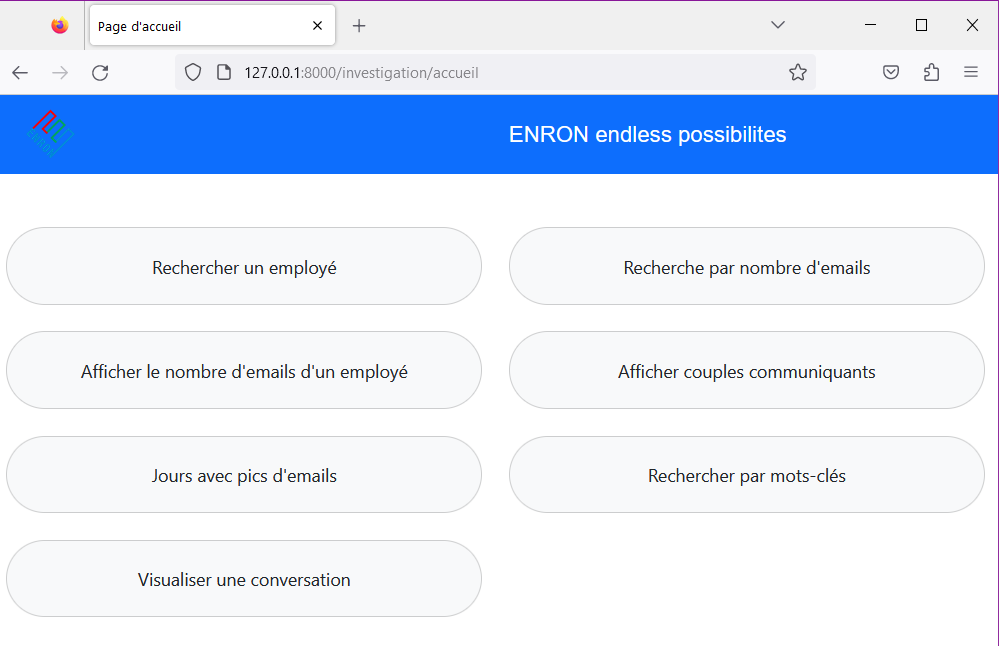 Page d'accueil
127.0.0.1:8000/investigation/accueil
ENRON endless possibilites
Rechercher un employé
Recherche par nombre d'emails
Afficher le nombre d'emails d'un employé
Afficher couples communiquants
Jours avec pics d'emails
Rechercher par mots-clés
Visualiser une conversation